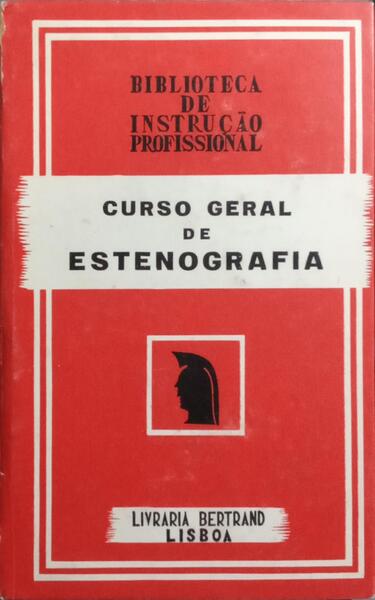 BIBLIOTECA
DE
INSTRUÇÃO
PROFISSIONAL
CURSO GERAL
DE
ESTENOGRAFIA
LIVRARIA BERTRAND
LISBOA